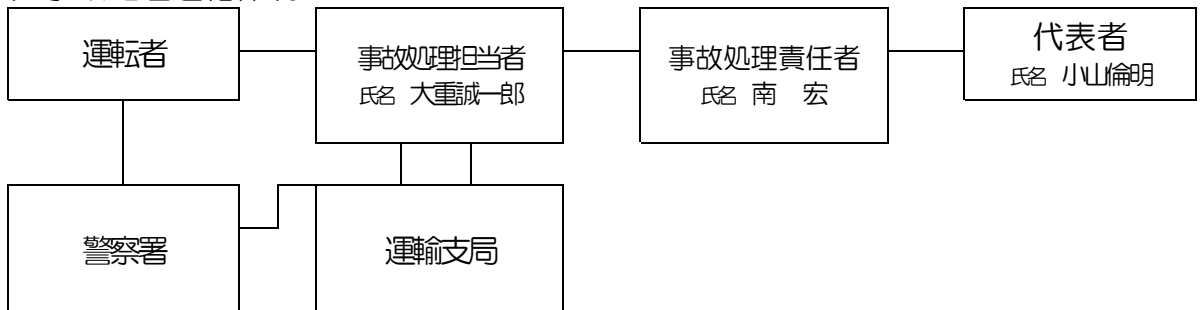 運転者
事故処理担当者
氏名 大重誠一郎
事故処理責任者
氏名 南 宏
代表者
氏名 小山倫明
警察署
運輸支局